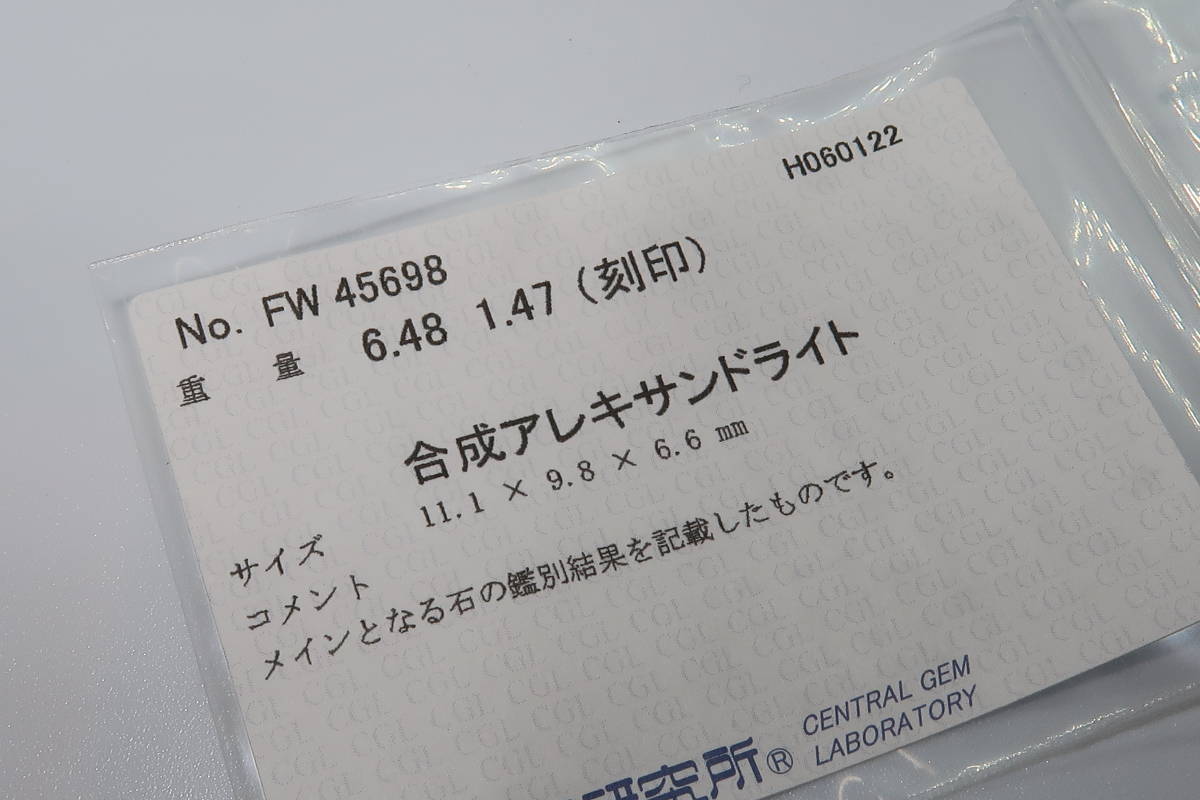 H060122
No. FW 45698
重 量 6.48 1.47 (刻印)
合成アレキサンドライト
サイズ 11.1 × 9.8 × 6.6 mm
コメント
メインとなる石の鑑別結果を記載したものです。
研究所® CENTRAL GEM
LABORATORY